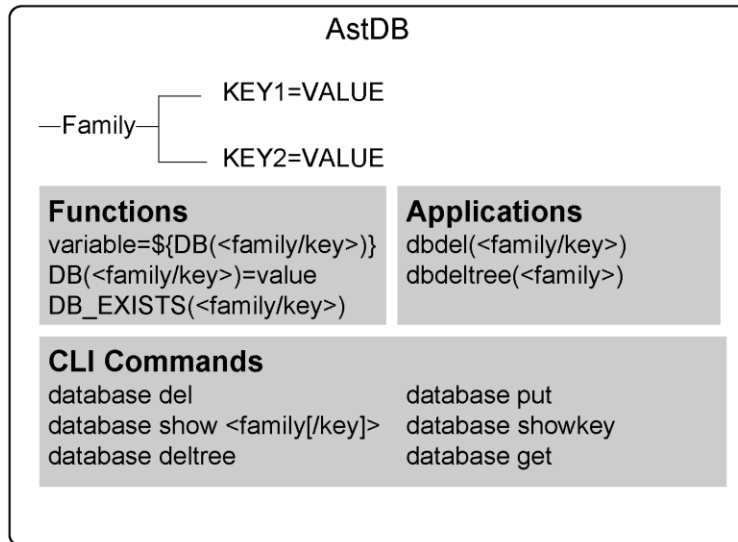 AstDB
KEY1=VALUE
Family
KEY2=VALUE
Functions
variable=${DB(<family/key>)}
DB(<family/key>)=value
DB_EXISTS(<family/key>)
Applications
dbdel(<family/key>)
dbdeltree(<family>)
CLI Commands
database del
database show <family[/key]>
database deltree
database put
database showkey
database get